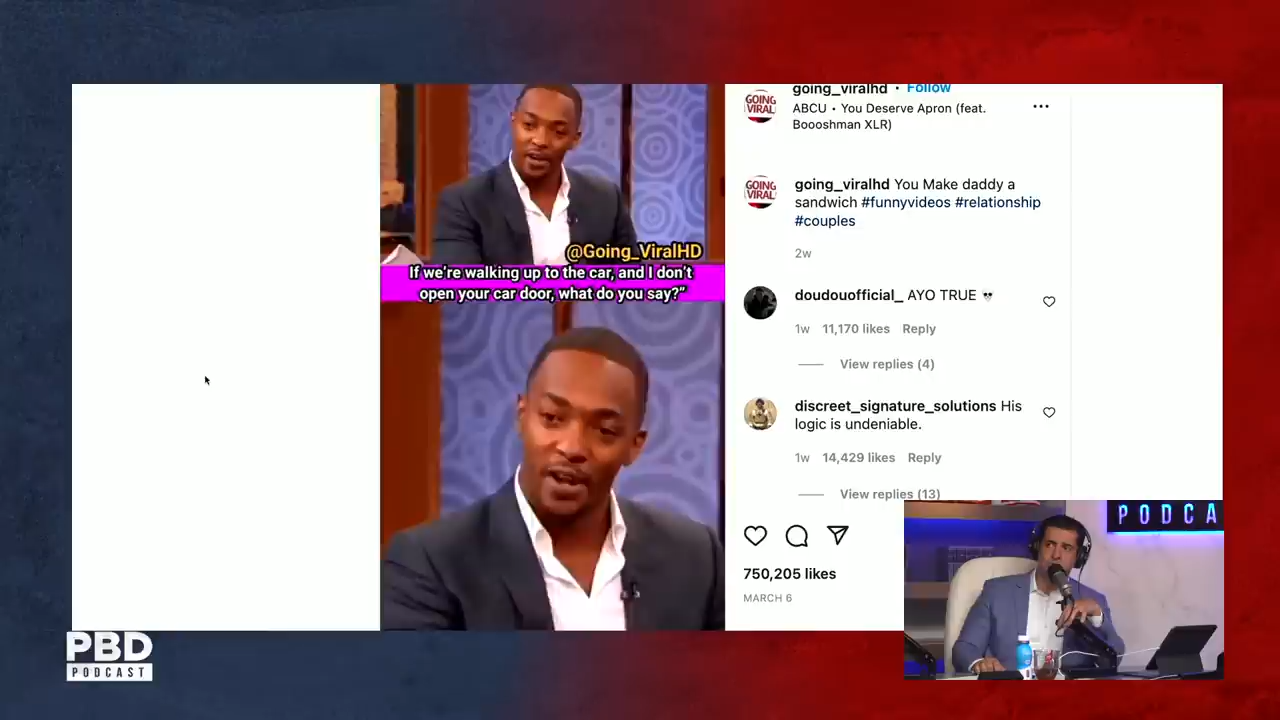 going_viralhd • Follow
ABCU • You Deserve Apron (feat.
Boooshman XLR)
GOING
VIRAL
going_viralhd You Make daddy a
sandwich #funnyvideos #relationship
#couples
GOING
VIRAL
2w
@Going_ViralHD
If we're walking up to the car, and I don't
open your car door, what do you say?"
doudouofficial_ AYO TRUE
1w 11,170 likes Reply
View replies (4)
discreet_signature_solutions His
logic is undeniable.
1w 14,429 likes Reply
View replies (13)
750,205 likes
MARCH 6
PODCA
PBD
PODCAST